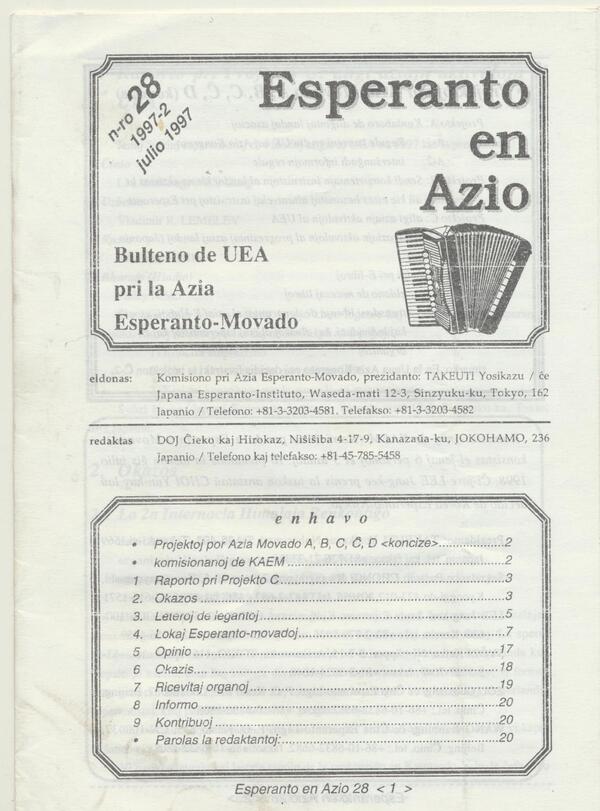 n-ro 28
1997-2
julio 1997
Esperanto
en
Azio
Bulteno de UEA
pri la Azia
Esperanto-Movado
eldonas: Komisiono pri Azia Esperanto-Movado, prezidanto: TAKEUTI Yosikazu / ĉe
Japana Esperanto-Instituto, Waseda-mati 12-3, Sinzyuku-ku, Tokyo, 162
Japanio / Telefono: +81-3-3203-4581. Telefakso: +81-3-3203-4582
redaktas DOJ Ĉieko kaj Hirokaz, Niŝiŝiba 4-17-9, Kanazaŭa-ku, JOKOHAMO, 236
Japanio / Telefono kaj telefakso: +81-45-785-5458
enhavo
• Projektoj por Azia Movado A, B, C, Ĉ, D <koncize>...............2
• komisionanoj de KAEM...............2
1 Raporto pri Projekto C...............3
2. Okazos...............3
3. Leteroj de legantoj...............5
4. Lokaj Esperanto-movadoj...............7
5 Opinio...............17
6 Okazis...............18
7 Ricevitaj organoj...............19
8 Informo...............20
9 Kontribuoj...............20
• Parolas la redaktantoj:...............20
Esperanto en Azio 28 < 1 >